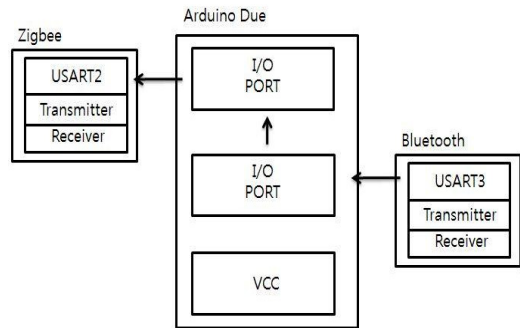 Arduino Due
Zigbee
USART2
Transmitter
Receiver
I/O
PORT
I/O
PORT
VCC
Bluetooth
USART3
Transmitter
Receiver